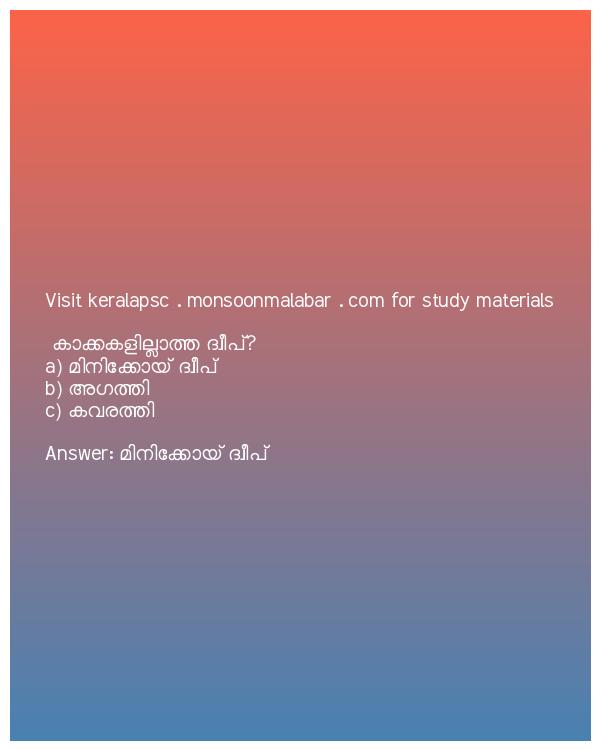 Visit keralapsc . monsoonmalabar . com for study materials
കാക്കകളില്ലാത്ത ദ്വീപ്?
a) മിനിക്കോയ് ദ്വീപ്
b) അഗത്തി
c) കവരത്തി
Answer: മിനിക്കോയ് ദ്വീപ്